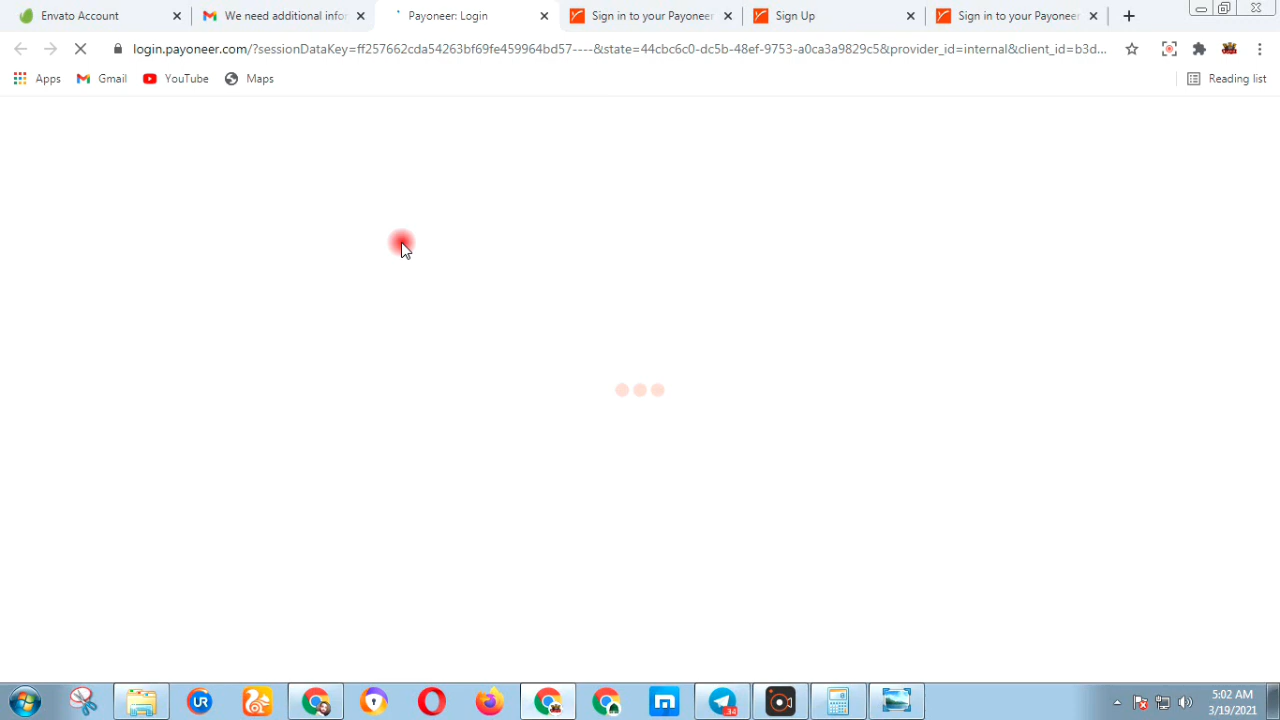 Envato Account
We need additional infor
Payoneer: Login
Sign in to your Payoneer
Sign Up
Sign in to your Payoneer
login.payoneer.com/?sessionDataKey=ff257662cda54263bf69fe459964bd57----&state=44cbc6c0-dc5b-48ef-9753-a0ca3a9829c5&provider_id=internal&client_id=b3d...
Apps
Gmail
YouTube
Maps
Reading list
UR
14
5:02 AM
3/19/2021